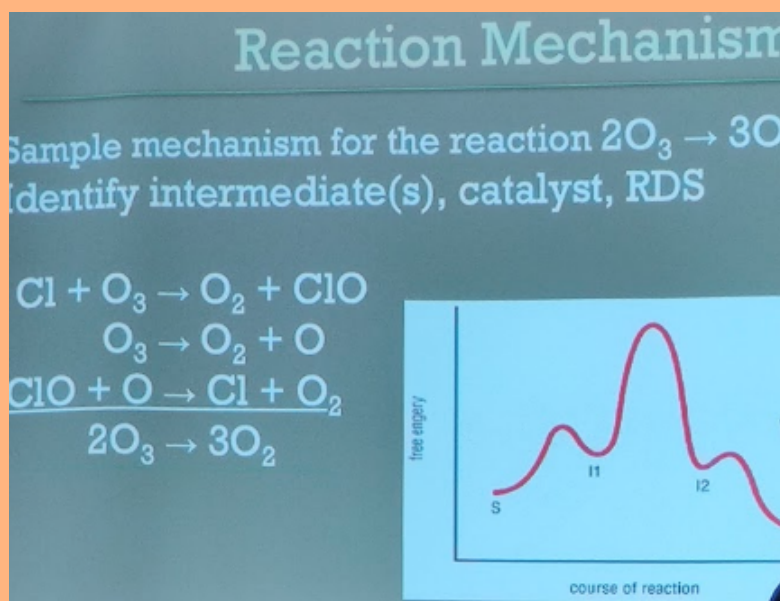 Reaction Mechanism
Sample mechanism for the reaction 2O₃ → 3O
Identify intermediate(s), catalyst, RDS
Cl + O₃ → O₂ + ClO
O₃ → O₂ + O
ClO + O → Cl + O₂
2O₃ → 3O₂
free engery
S
I1
I2
course of reaction